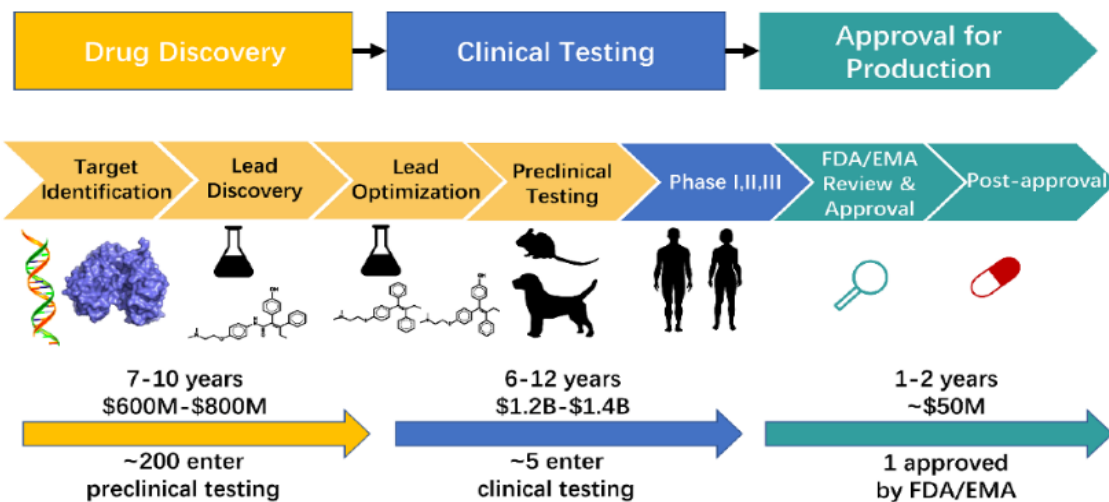 Drug Discovery
Clinical Testing
Approval for
Production
Target
Identification
Lead
Discovery
Lead
Optimization
Preclinical
Testing
Phase I,II,III
FDA/EMA
Review &
Approval
Post-approval
OH
N
H
O
N
O
N
O
OH
N
O
7-10 years
$600M-$800M
~200 enter
preclinical testing
6-12 years
$1.2B-$1.4B
~5 enter
clinical testing
1-2 years
~$50M
1 approved
by FDA/EMA